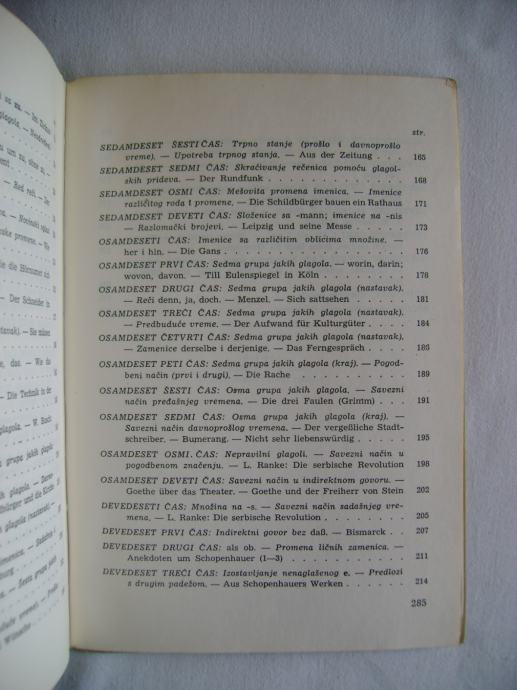 str.
SEDAMDESET ŠESTI ČAS: Trpno stanje (prošlo i davnoprošlo
vreme). — Upotreba trpnog stanja. — Aus der Zeitung . . . 165
SEDAMDESET SEDMI ČAS: Skraćivanje rečenica pomoću glagol-
skih prideva. — Der Rundfunk . . . . . . . . . . . 168
SEDAMDESET OSMI ČAS: Mešovita promena imenica. — Imenice
različitog roda i promene. — Die Schildbürger bauen ein Rathaus 171
SEDAMDESET DEVETI ČAS: Složenice sa -mann; imenice na -nis
— Razlomački brojevi. — Leipzig und seine Messe . . . . 173
OSAMDESETI ČAS: Imenice sa različitim oblicima množine. —
her i hin. — Die Gans . . . . . . . . . . . . . 176
OSAMDESET PRVI ČAS: Sedma grupa jakih glagola. — worin, darin;
wovon, davon. — Till Eulenspiegel in Köln . . . . . . 178
OSAMDESET DRUGI ČAS: Sedma grupa jakih glagola (nastavak).
— Reči denn, ja, doch. — Menzel. — Sich sattsehen . . . . 181
OSAMDESET TREĆI ČAS: Sedma grupa jakih glagola (nastavak).
— Predbuduće vreme. — Der Aufwand für Kulturgüter . . . 184
OSAMDESET ČETVRTI ČAS: Sedma grupa jakih glagola (nastavak).
— Zamenice derselbe i derjenige. — Das Ferngespräch . . . 185
OSAMDESET PETI ČAS: Sedma grupa jakih glagola (kraj). — Pogod-
beni način (prvi i drugi). — Die Rache . . . . . . . 189
OSAMDESET ŠESTI ČAS: Osma grupa jakih glagola. — Savezni
način pređašnjeg vremena. — Die drei Faulen (Grimm) . . . 191
OSAMDESET SEDMI ČAS: Osma grupa jakih glagola (kraj). —
Savezni način davnoprošlog vremena. — Der vergeßliche Stadt-
schreiber. — Bumerang. — Nicht sehr liebenswürdig . . . . 195
OSAMDESET OSMI ČAS: Nepravilni glagoli. — Savezni način u
pogodbenom značenju. — L. Ranke: Die serbische Revolution 198
OSAMDESET DEVETI ČAS: Savezni način u indirektnom govoru. —
Goethe über das Theater. — Goethe und der Freiherr von Stein 202
DEVEDESETI ČAS: Množina na -s. — Savezni način sadašnjeg vre-
mena. — L. Ranke: Die serbische Revolution . . . . . . 205
DEVEDESET PRVI ČAS: Indirektni govor bez daß. — Bismarck . . 207
DEVEDESET DRUGI ČAS: als ob. — Promena ličnih zamenica. —
Anekdoten um Schopenhauer (1—3) . . . . . . . . . 211
DEVEDESET TREĆI ČAS: Izostavljanje nenaglašenog e. — Predlozi
s drugim padežom. — Aus Schopenhauers Werken . . . . . 214
285